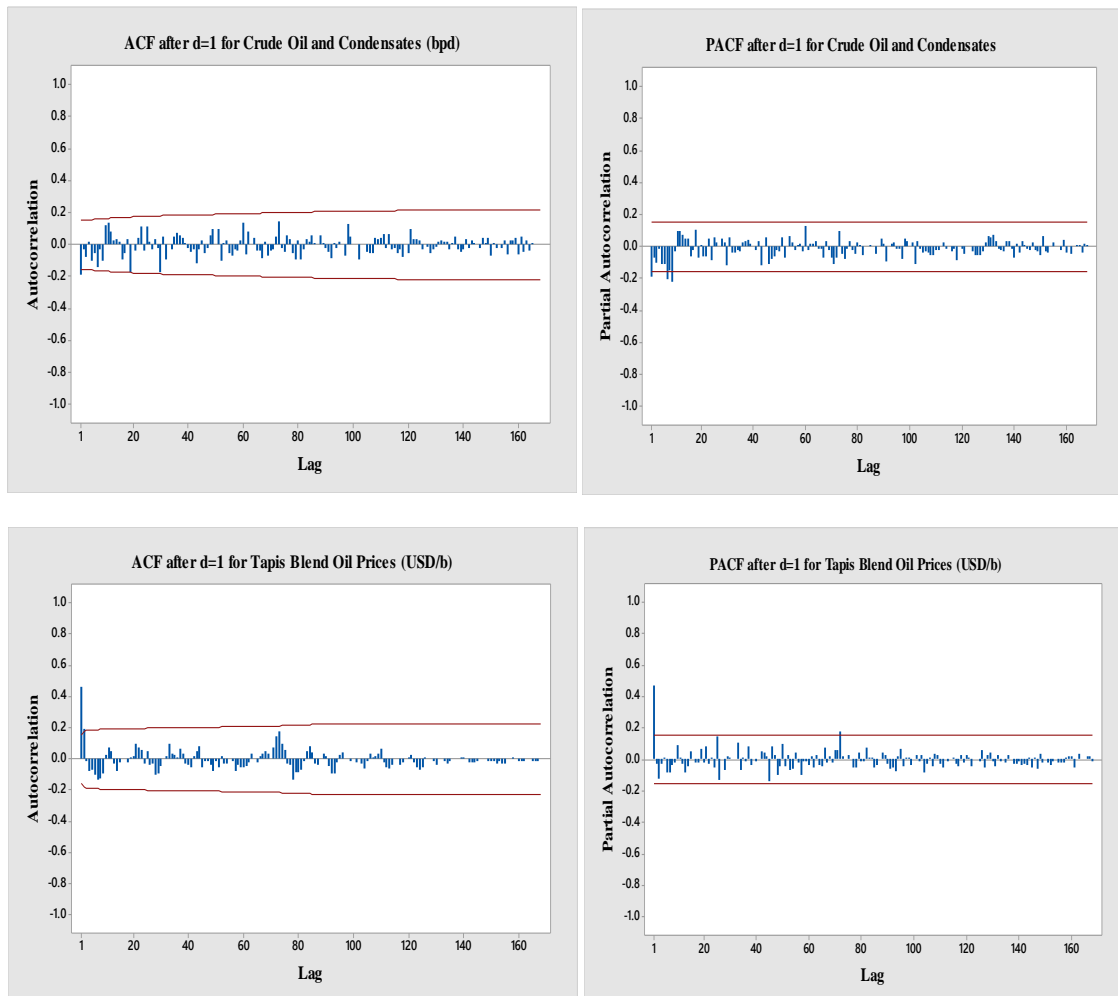 ACF after d=1 for Crude Oil and Condensates (bpd)
Autocorrelation
1.0
0.8
0.6
0.4
0.2
0.0
-0.2
-0.4
-0.6
-0.8
-1.0
1 20 40 60 80 100 120 140 160
Lag
PACF after d=1 for Crude Oil and Condensates
Partial Autocorrelation
1.0
0.8
0.6
0.4
0.2
0.0
-0.2
-0.4
-0.6
-0.8
-1.0
1 20 40 60 80 100 120 140 160
Lag
ACF after d=1 for Tapis Blend Oil Prices (USD/b)
Autocorrelation
1.0
0.8
0.6
0.4
0.2
0.0
-0.2
-0.4
-0.6
-0.8
-1.0
1 20 40 60 80 100 120 140 160
Lag
PACF after d=1 for Tapis Blend Oil Prices (USD/b)
Partial Autocorrelation
1.0
0.8
0.6
0.4
0.2
0.0
-0.2
-0.4
-0.6
-0.8
-1.0
1 20 40 60 80 100 120 140 160
Lag